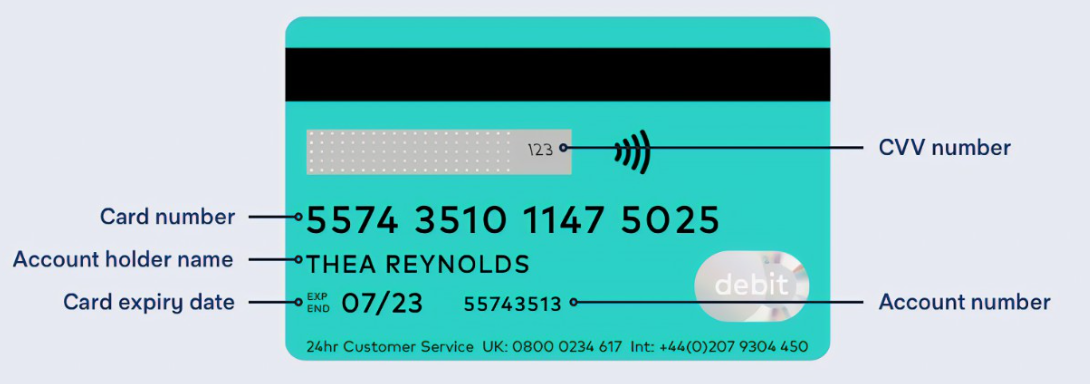 123
CVV number
Card number
5574 3510 1147 5025
Account holder name
THEA REYNOLDS
debit
Card expiry date
EXP END 07/23 55743513
Account number
24hr Customer Service UK: 0800 0234 617 Int: +44(0)207 9304 450